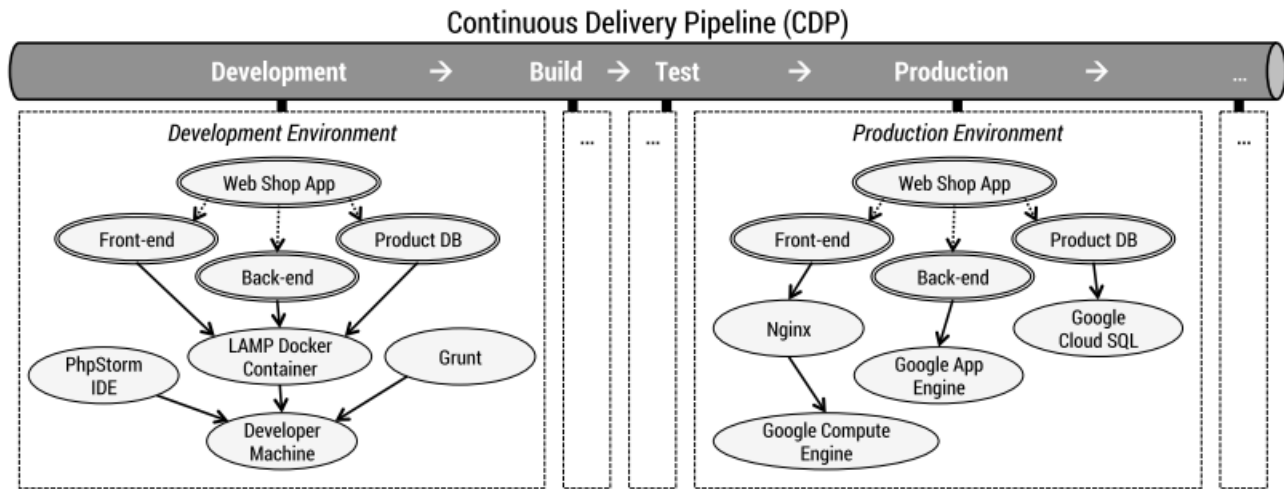 Continuous Delivery Pipeline (CDP)
Development → Build → Test → Production → ...
Development Environment
Web Shop App
Front-end
Product DB
Back-end
LAMP Docker
Container
PhpStorm
IDE
Grunt
Developer
Machine
...
...
Production Environment
Web Shop App
Front-end
Product DB
Back-end
Nginx
Google
Cloud SQL
Google App
Engine
Google Compute
Engine
...